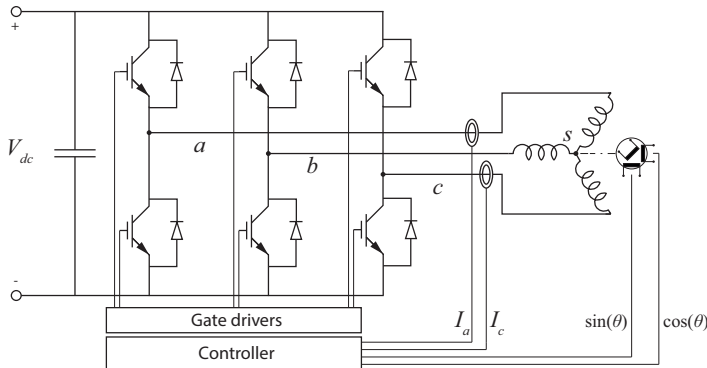 +
a
s
V_dc
b
c
-
Gate drivers
I_a
I_c
sin(θ)
cos(θ)
Controller